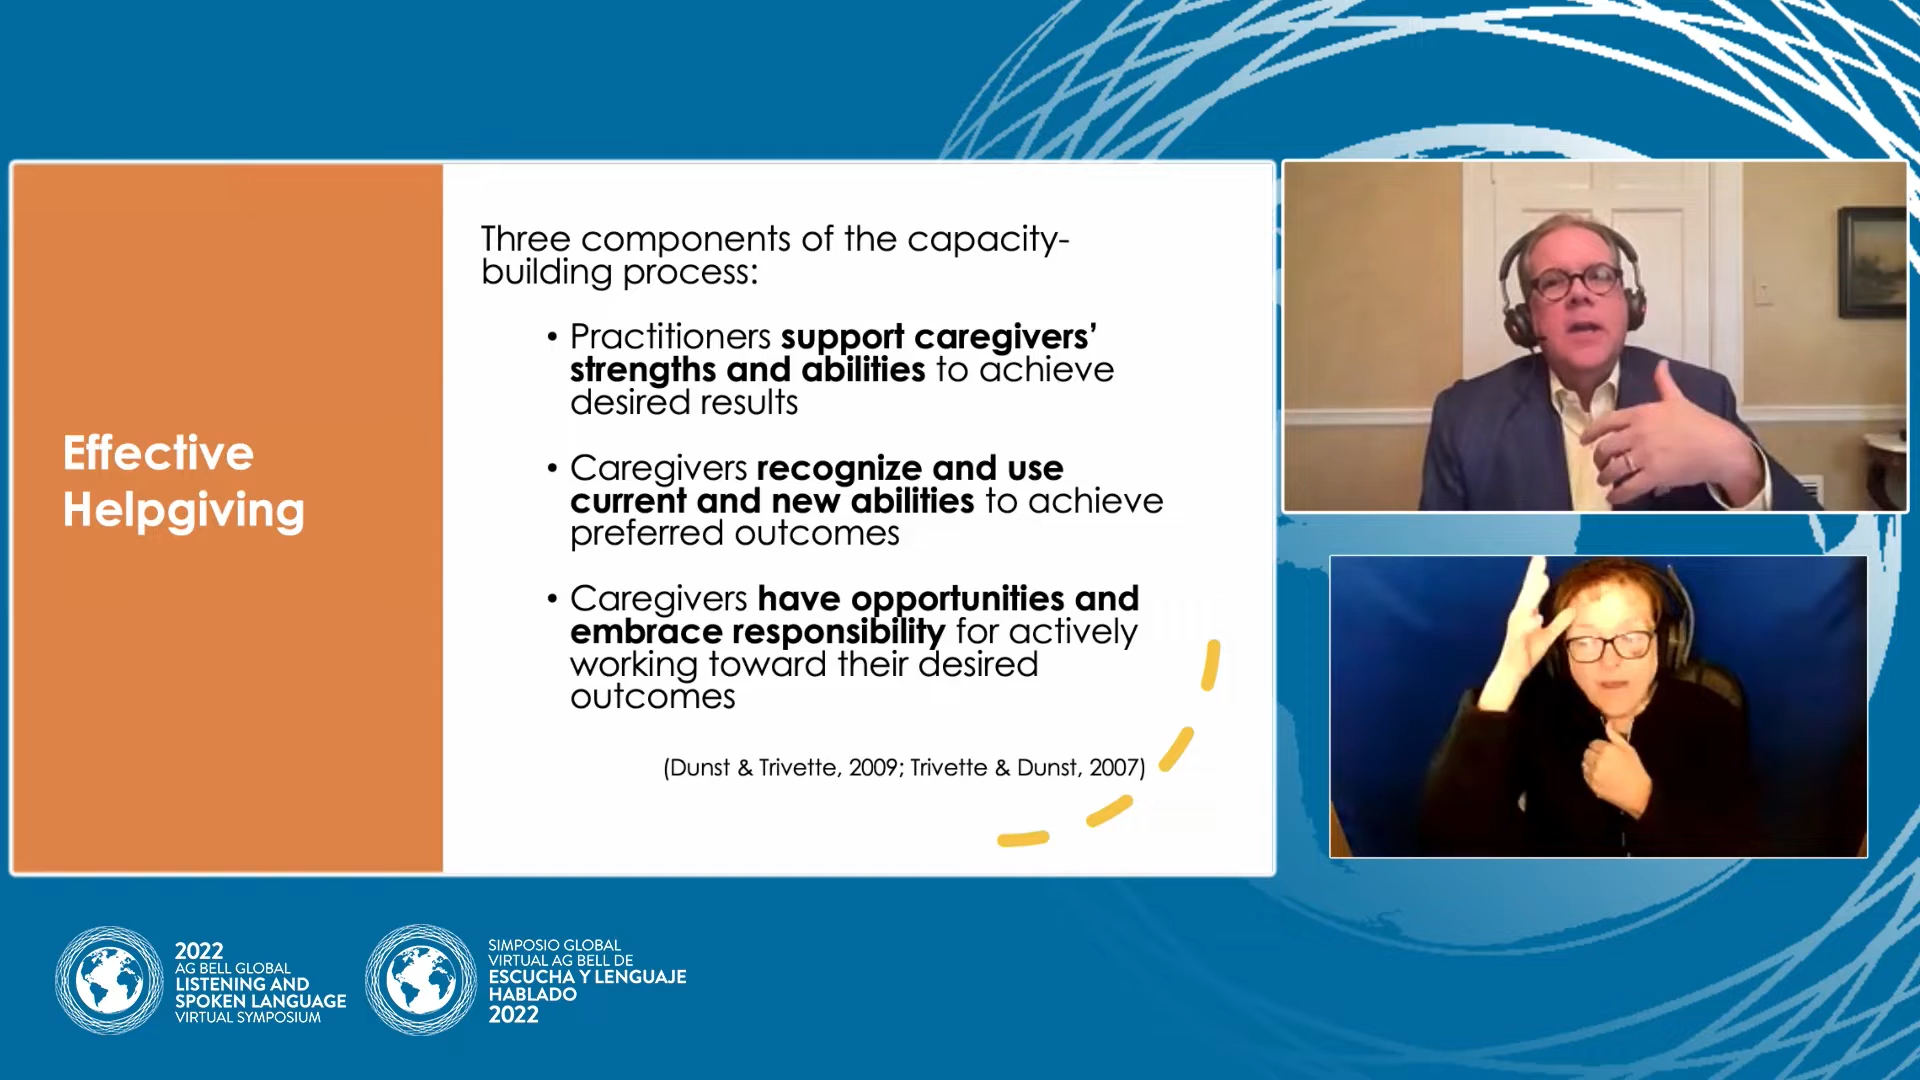 Effective
Helpgiving
Three components of the capacity-
building process:
• Practitioners support caregivers’
strengths and abilities to achieve
desired results
• Caregivers recognize and use
current and new abilities to achieve
preferred outcomes
• Caregivers have opportunities and
embrace responsibility for actively
working toward their desired
outcomes
(Dunst & Trivette, 2009; Trivette & Dunst, 2007)
2022
AG BELL GLOBAL
LISTENING AND
SPOKEN LANGUAGE
VIRTUAL SYMPOSIUM
SIMPOSIO GLOBAL
VIRTUAL AG BELL DE
ESCUCHA Y LENGUAJE
HABLADO
2022